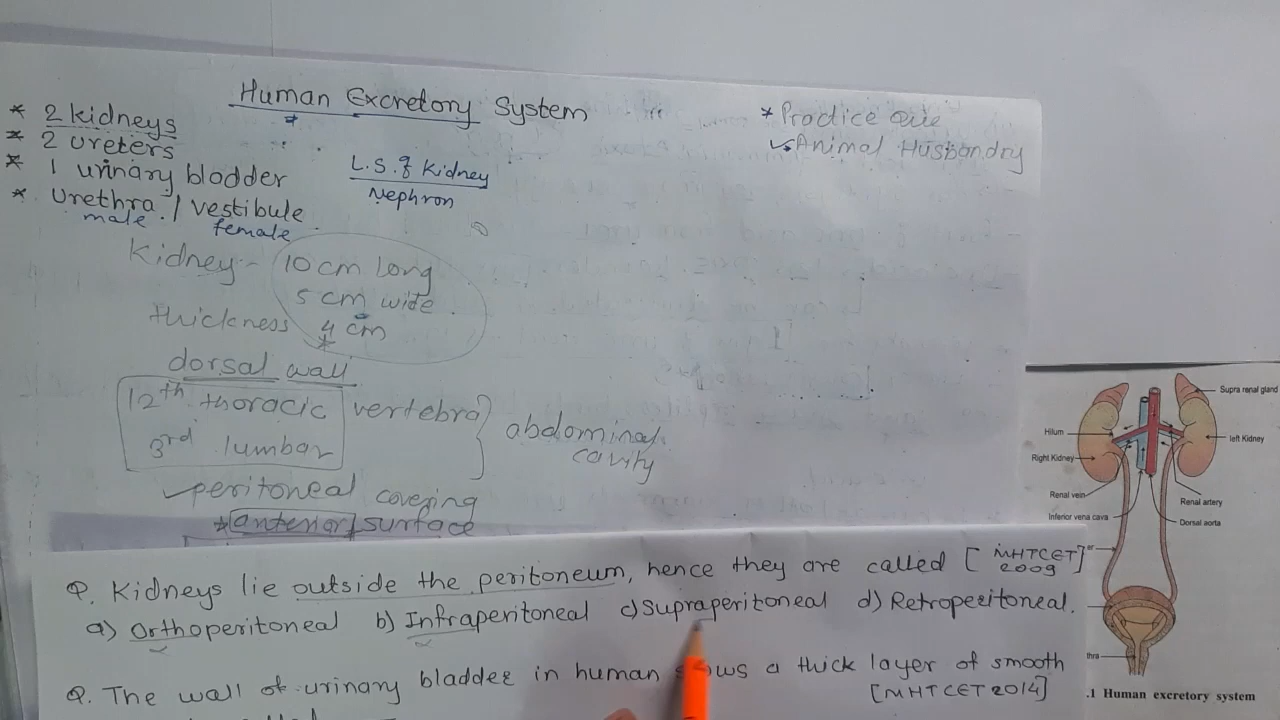 Human Excretory System
* 2 kidneys
* 2 ureters
* 1 urinary bladder
* Urethra / Vestibule
male female
L.S. of Kidney
Nephron
* Practice Que
Animal Husbandry
Kidney - 10 cm long
5 cm wide
thickness 4 cm
dorsal wall
12th thoracic vertebra
3rd lumbar
abdominal cavity
peritoneal covering
* anterior surface
Supra renal gland
Hilum
left Kidney
Right Kidney
Renal vein
Renal artery
Inferior vena cava
Dorsal aorta
thra
.1 Human excretory system
Q. Kidneys lie outside the peritoneum, hence they are called [MHTCET 2009]
a) Orthoperitoneal b) Infraperitoneal c) Supraperitoneal d) Retroperitoneal.
Q. The wall of urinary bladder in human shows a thick layer of smooth
[MHTCET 2014]